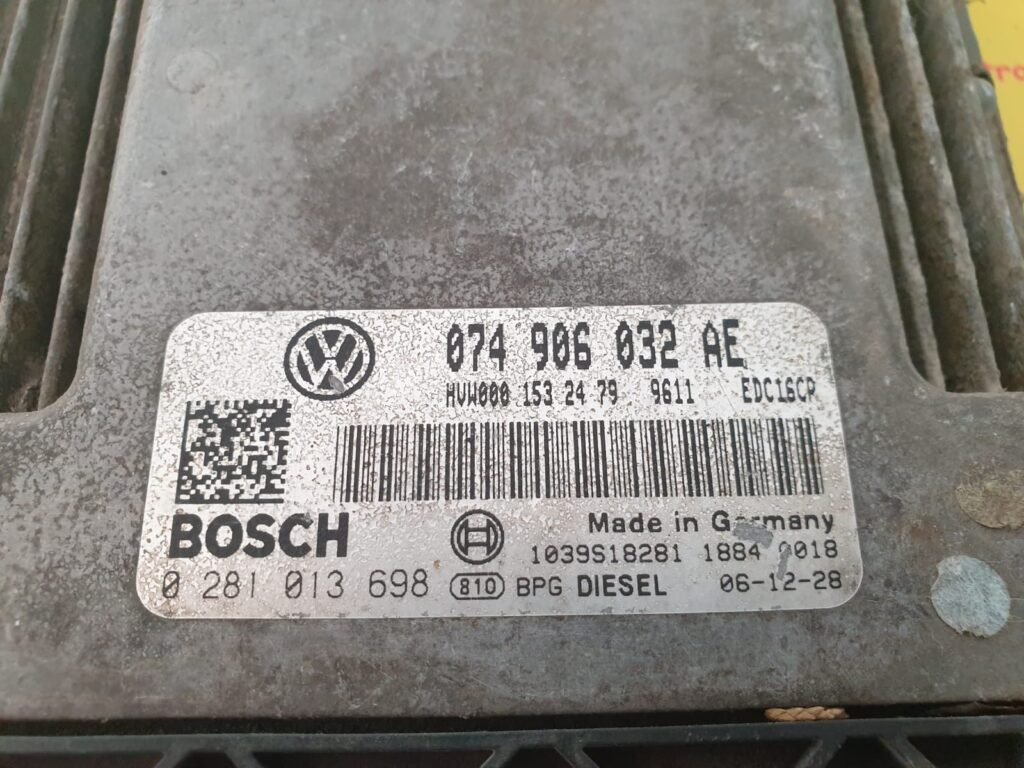 074 906 032 AE
HVW000 153 24 79 9611 EDC16CP
BOSCH
Made in Germany
1039S18281 1884 0018
0 281 013 698 810 BPG DIESEL 06-12-28